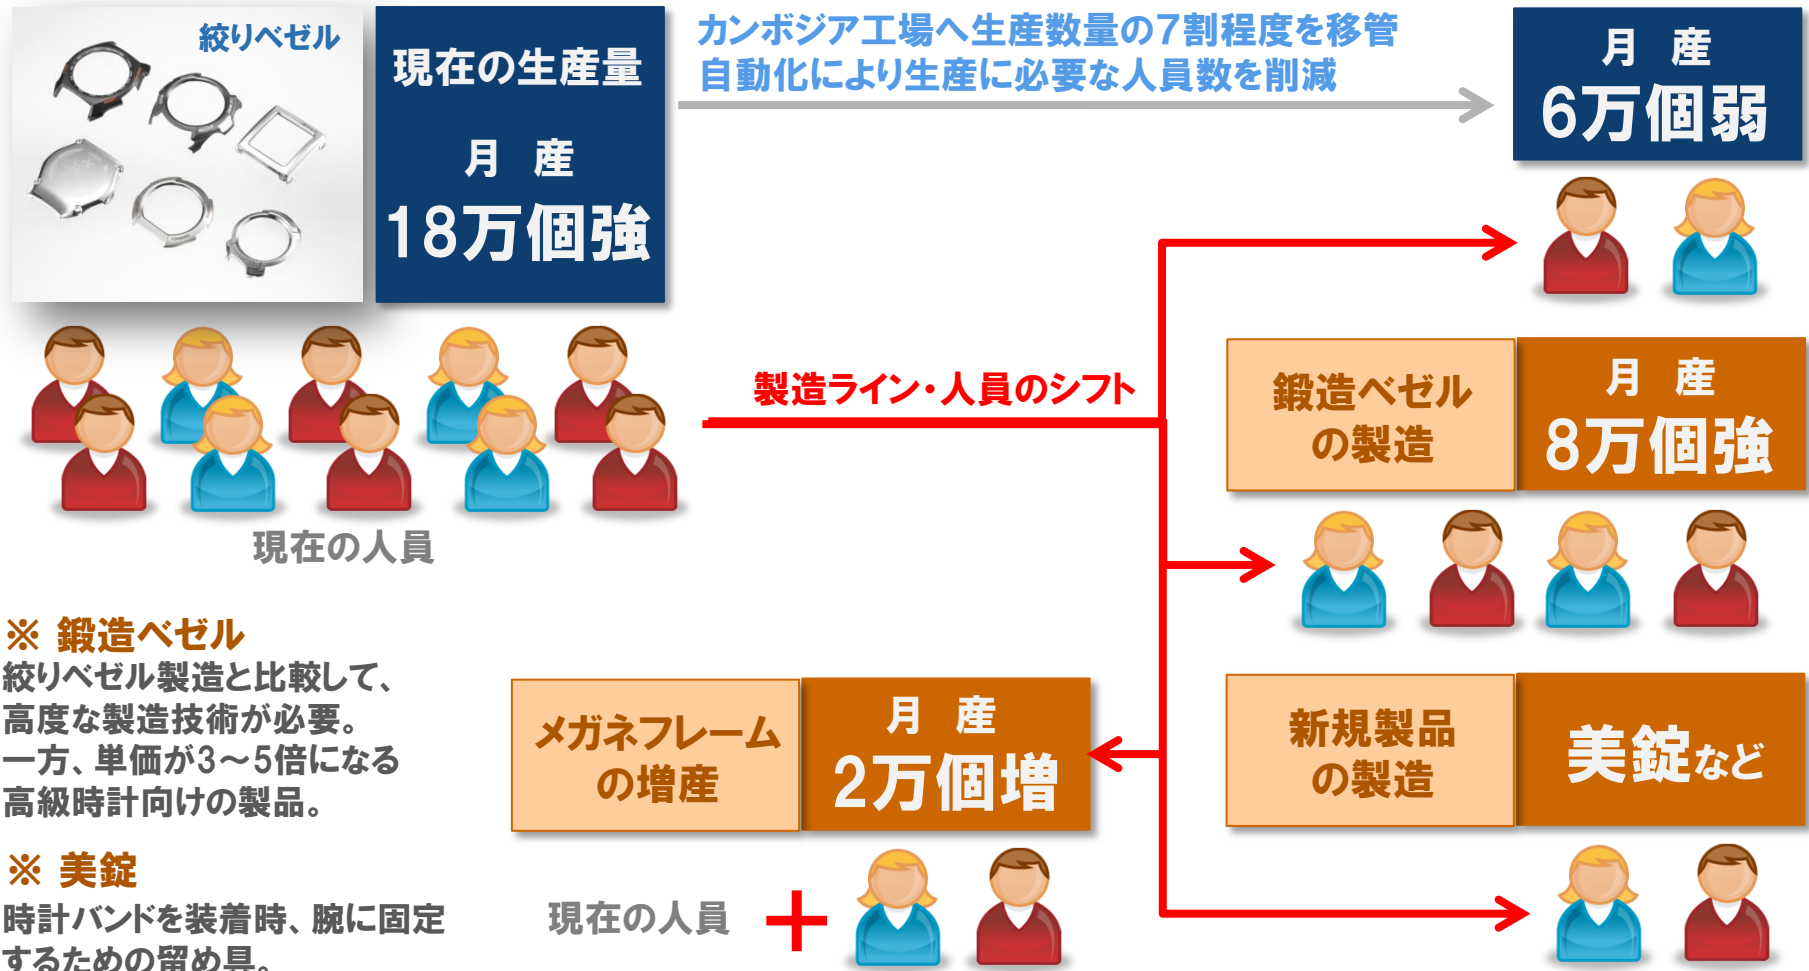 絞りベゼル
現在の生産量
月 産
18万個強
カンボジア工場へ生産数量の7割程度を移管
自動化により生産に必要な人員数を削減
月 産
6万個弱
現在の人員
製造ライン・人員のシフト
鍛造ベゼル
の製造
月 産
8万個強
※ 鍛造ベゼル
絞りベゼル製造と比較して、
高度な製造技術が必要。
一方、単価が3～5倍になる
高級時計向けの製品。
※ 美錠
時計バンドを装着時、腕に固定
するための留め具。
メガネフレーム
の増産
月 産
2万個増
現在の人員
+
新規製品
の製造
美錠など